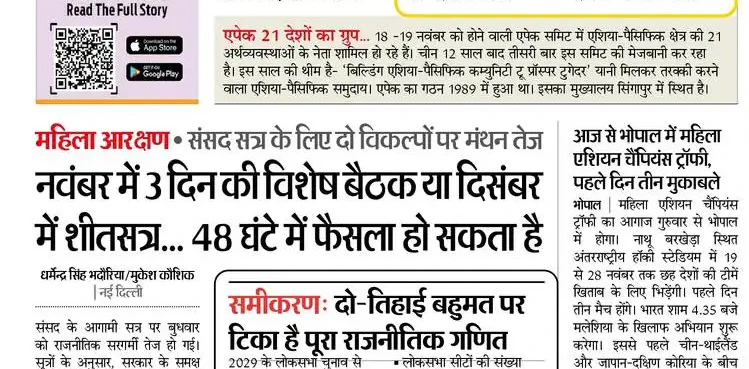 Read The Full Story
Download on the
App Store
GET IT ON
Google Play
एपेक 21 देशों का ग्रुप... 18 -19 नवंबर को होने वाली एपेक समिट में एशिया-पैसिफिक क्षेत्र की 21
अर्थव्यवस्थाओं के नेता शामिल हो रहे हैं। चीन 12 साल बाद तीसरी बार इस समिट की मेजबानी कर रहा
है। इस साल की थीम है- ‘बिल्डिंग एशिया-पैसिफिक कम्युनिटी टू प्रॉस्पर टुगेदर’ यानी मिलकर तरक्की करने
वाला एशिया-पैसिफिक समुदाय। एपेक का गठन 1989 में हुआ था। इसका मुख्यालय सिंगापुर में स्थित है।
महिला आरक्षण • संसद सत्र के लिए दो विकल्पों पर मंथन तेज
नवंबर में 3 दिन की विशेष बैठक या दिसंबर
में शीतसत्र... 48 घंटे में फैसला हो सकता है
धर्मेन्द्र सिंह भदौरिया/मुकेश कौशिक
| नई दिल्ली
संसद के आगामी सत्र पर बुधवार
को राजनीतिक सरगर्मी तेज हो गई।
सूत्रों के अनुसार, सरकार के समक्ष
समीकरण: दो-तिहाई बहुमत पर
टिका है पूरा राजनीतिक गणित
2029 के लोकसभा चुनाव से
• लोकसभा सीटों की संख्या
आज से भोपाल में महिला
एशियन चैंपियंस ट्रॉफी,
पहले दिन तीन मुकाबले
भोपाल | महिला एशियन चैंपियंस
ट्रॉफी का आगाज गुरुवार से भोपाल
में होगा। नाथू बरखेड़ा स्थित
अंतरराष्ट्रीय हॉकी स्टेडियम में 19
से 28 नवंबर तक छह देशों की टीमें
खिताब के लिए भिड़ेंगी। पहले दिन
तीन मैच होंगे। भारत शाम 4.35 बजे
मलेशिया के खिलाफ अभियान शुरू
करेगा। इससे पहले चीन-थाईलैंड
और जापान-दक्षिण कोरिया के बीच